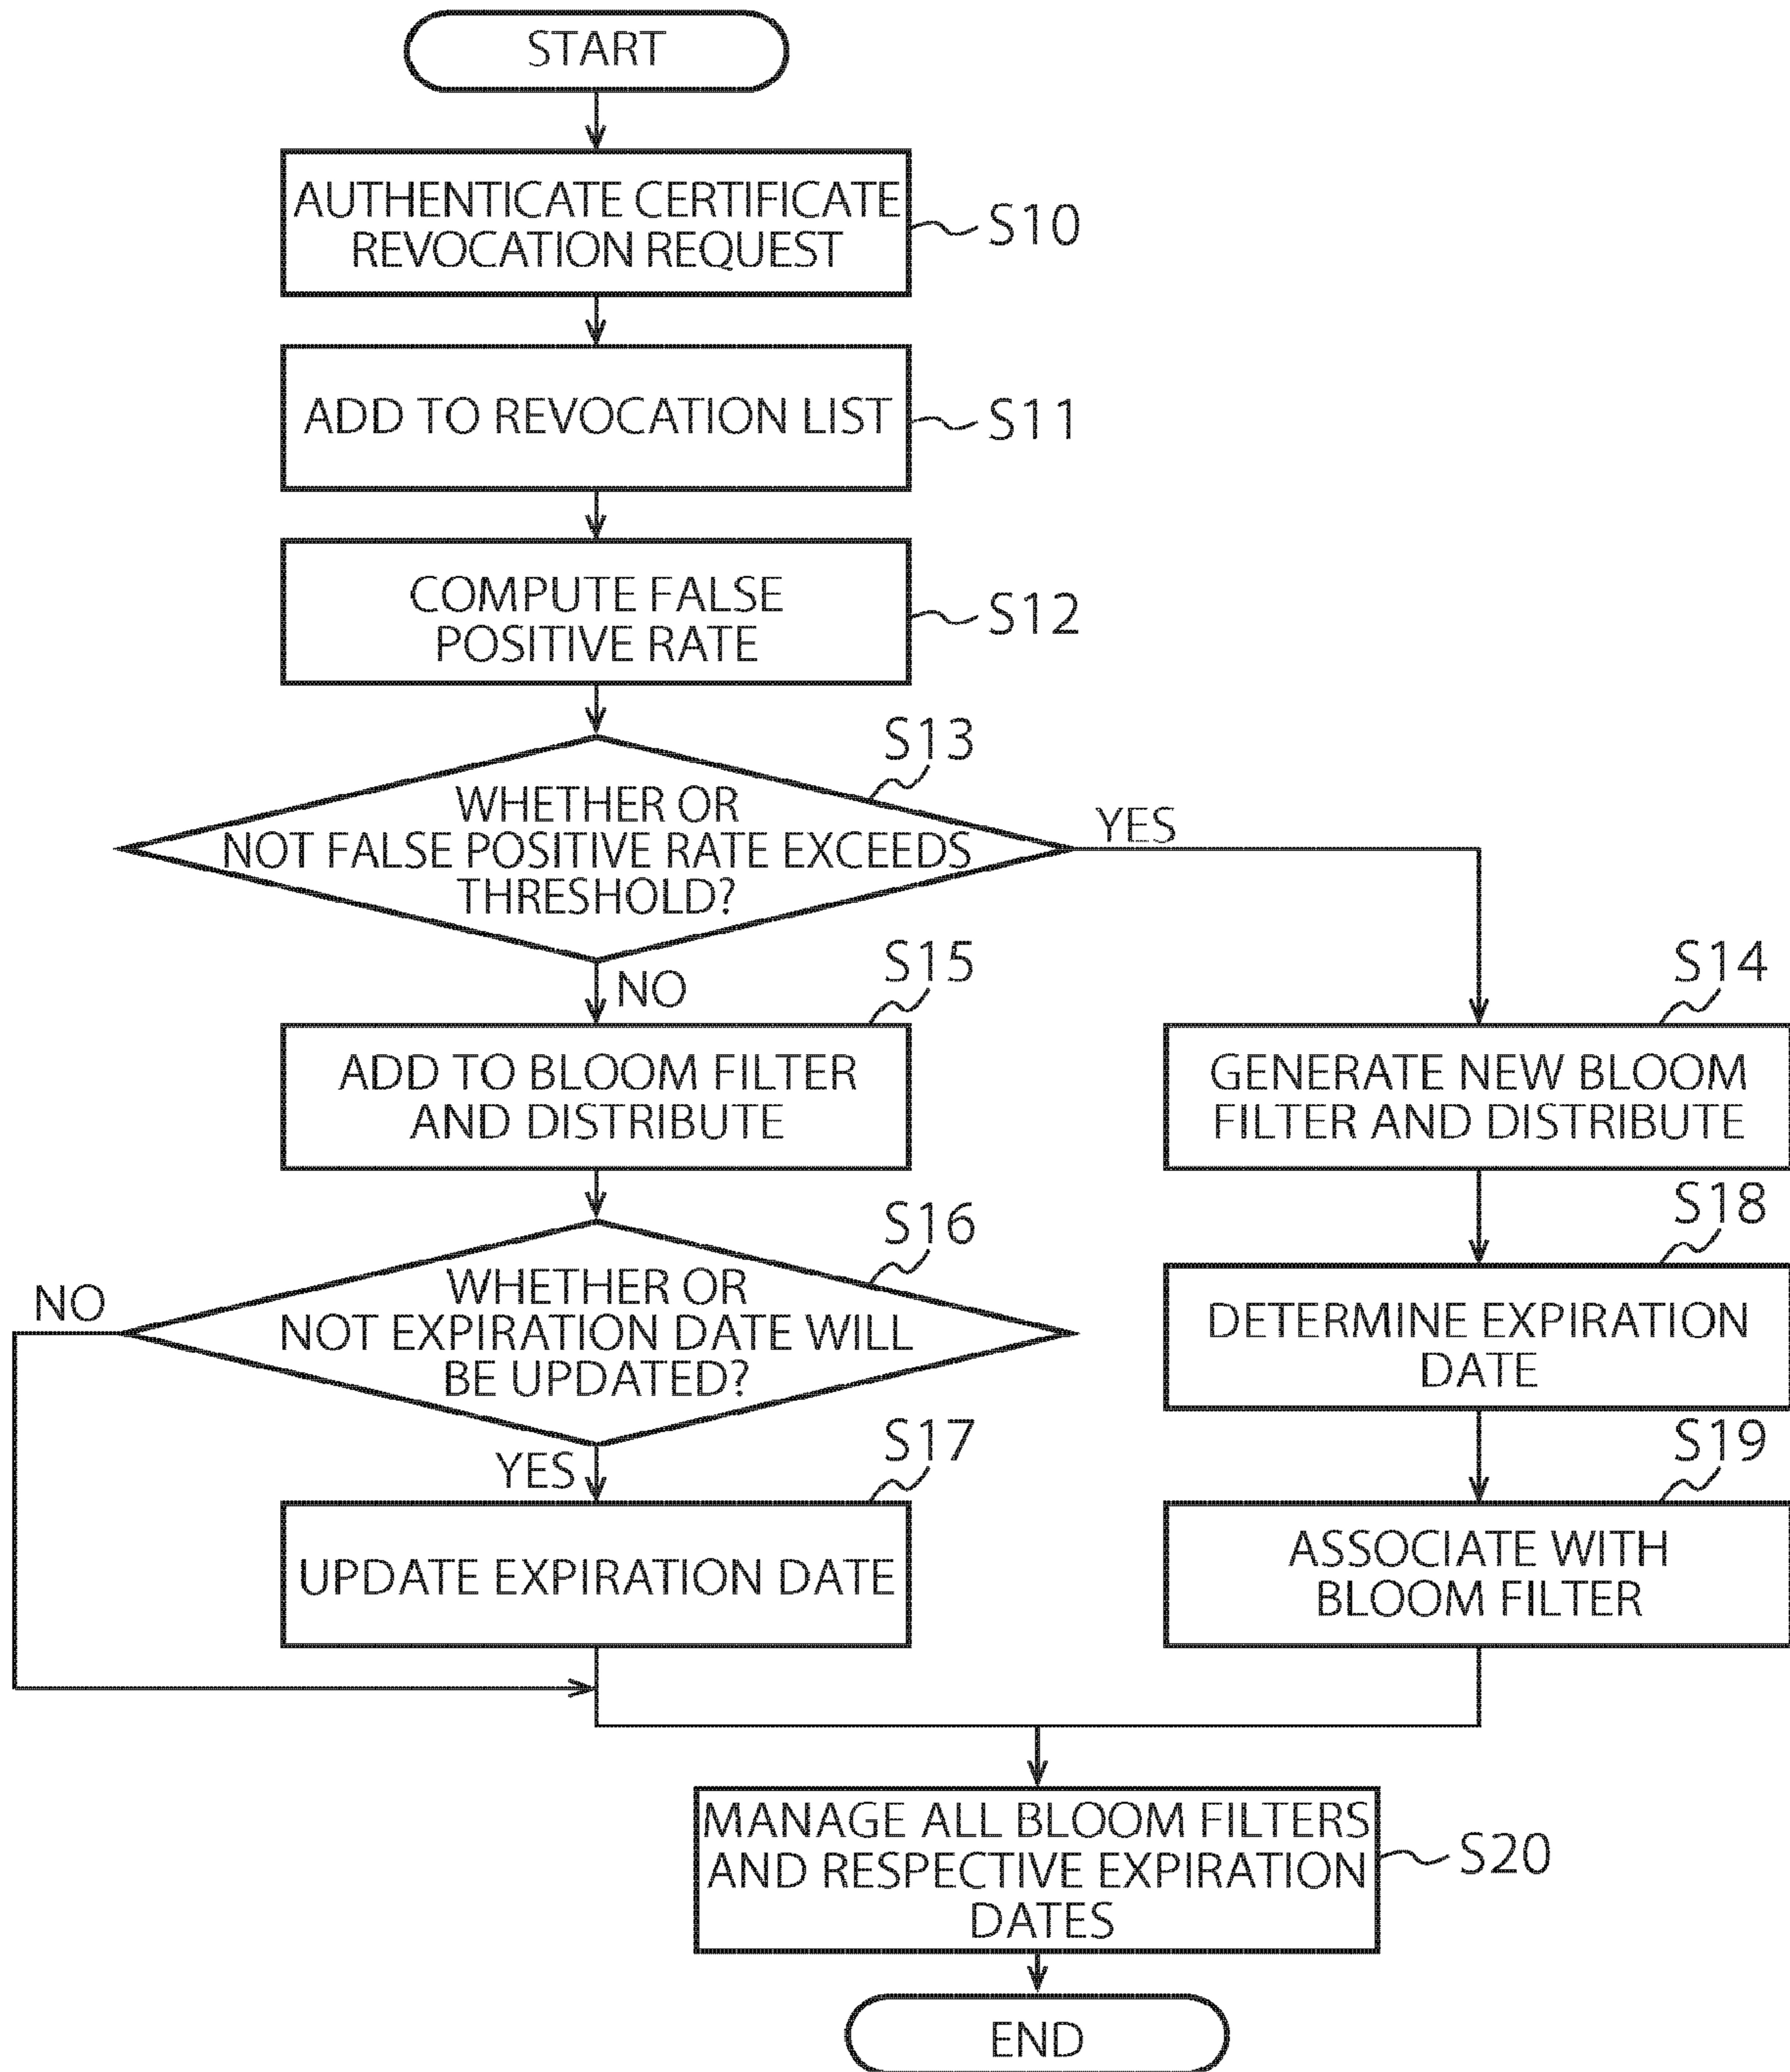 START
AUTHENTICATE CERTIFICATE
REVOCATION REQUEST
S10
ADD TO REVOCATION LIST
S11
COMPUTE FALSE
POSITIVE RATE
S12
S13
WHETHER OR
NOT FALSE POSITIVE RATE EXCEEDS
THRESHOLD?
YES
NO
S15
ADD TO BLOOM FILTER
AND DISTRIBUTE
S14
GENERATE NEW BLOOM
FILTER AND DISTRIBUTE
S16
WHETHER OR
NOT EXPIRATION DATE WILL
BE UPDATED?
NO
YES
S18
DETERMINE EXPIRATION
DATE
S17
UPDATE EXPIRATION DATE
S19
ASSOCIATE WITH
BLOOM FILTER
MANAGE ALL BLOOM FILTERS
AND RESPECTIVE EXPIRATION
DATES
S20
END